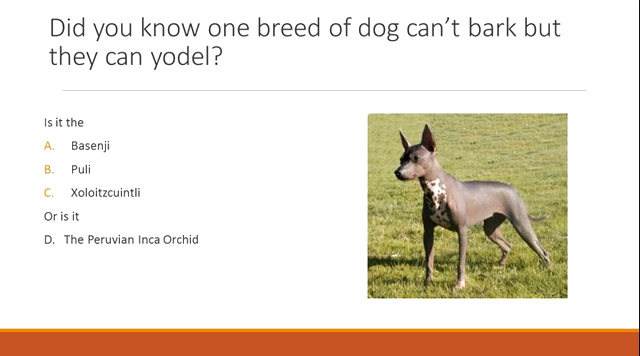 Did you know one breed of dog can’t bark but
they can yodel?
Is it the
A. Basenji
B. Puli
C. Xoloitzcuintli
Or is it
D. The Peruvian Inca Orchid